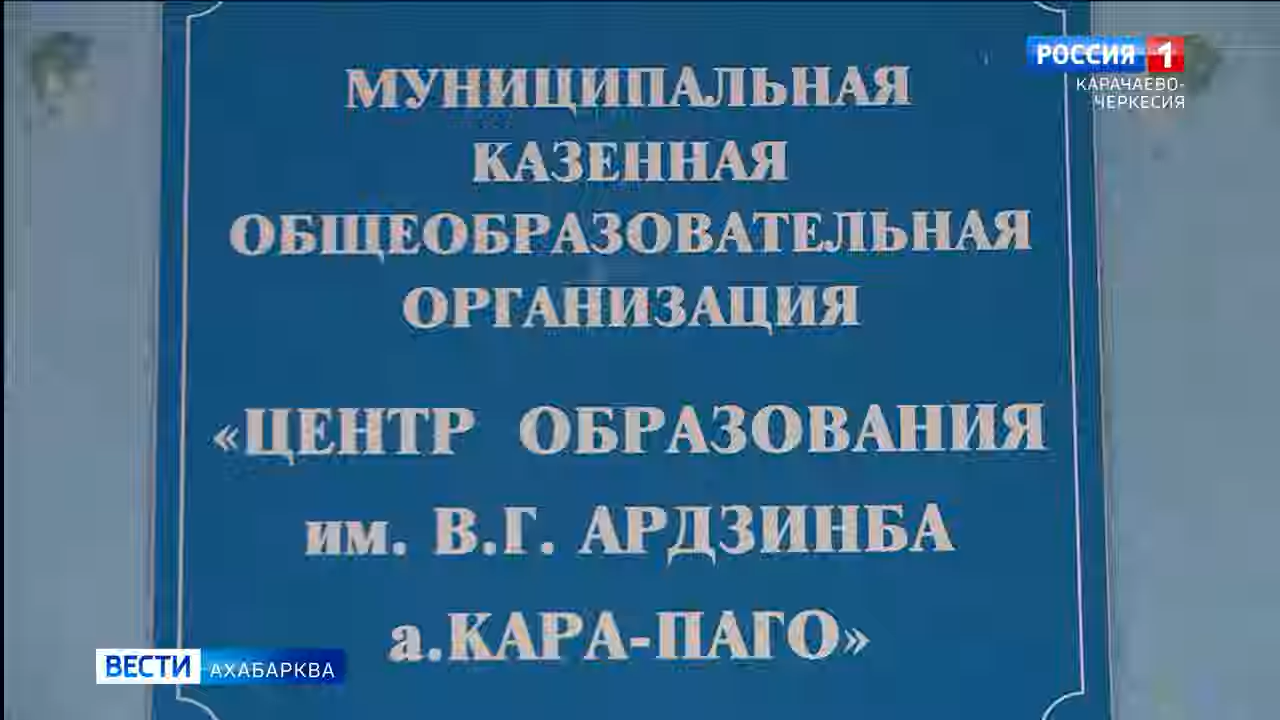 РОССИЯ 1
КАРАЧАЕВО-
ЧЕРКЕСИЯ
МУНИЦИПАЛЬНАЯ
КАЗЕННАЯ
ОБЩЕОБРАЗОВАТЕЛЬНАЯ
ОРГАНИЗАЦИЯ
«ЦЕНТР ОБРАЗОВАНИЯ
им. В.Г. АРДЗИНБА
а.КАРА-ПАГО»
ВЕСТИ АХАБАРКВА